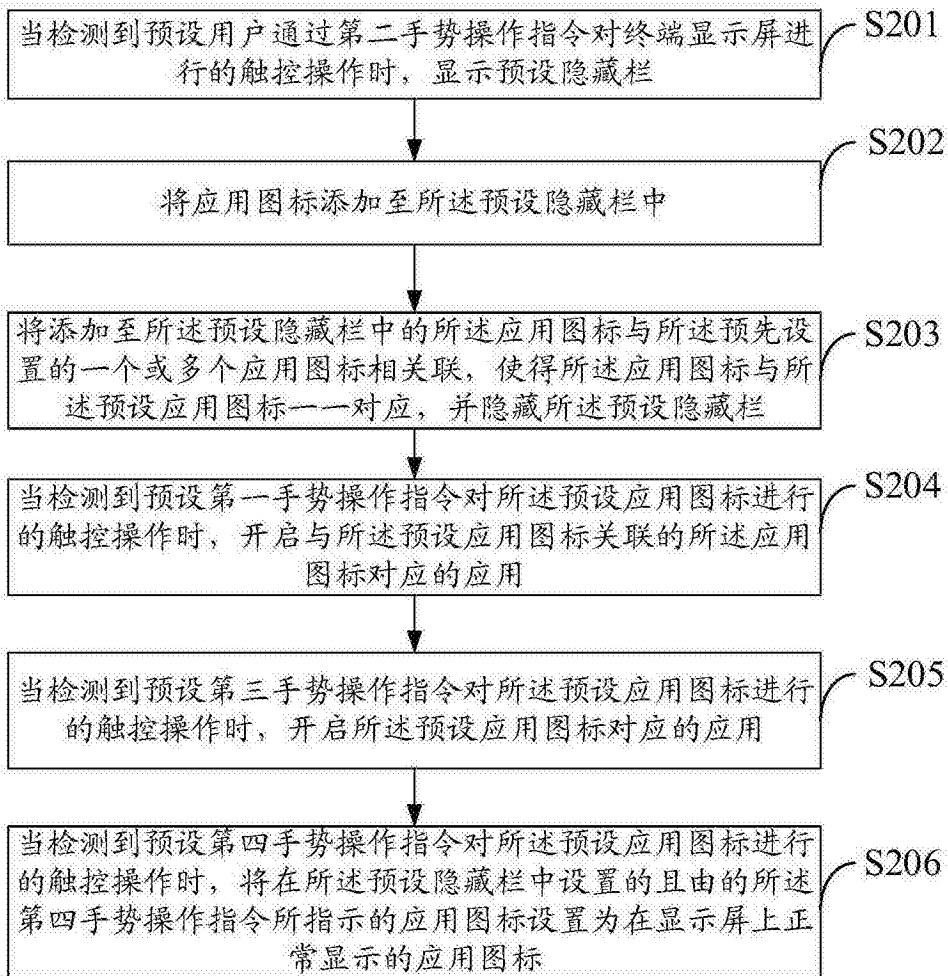 当检测到预设用户通过第二手势操作指令对终端显示屏进
行的触控操作时，显示预设隐藏栏
S201
将应用图标添加至所述预设隐藏栏中
S202
将添加至所述预设隐藏栏中的所述应用图标与所述预先设
置的一个或多个应用图标相关联，使得所述应用图标与所
述预设应用图标一一对应，并隐藏所述预设隐藏栏
S203
当检测到预设第一手势操作指令对所述预设应用图标进行
的触控操作时，开启与所述预设应用图标关联的所述应用
图标对应的应用
S204
当检测到预设第三手势操作指令对所述预设应用图标进行
的触控操作时，开启所述预设应用图标对应的应用
S205
当检测到预设第四手势操作指令对所述预设应用图标进行
的触控操作时，将在所述预设隐藏栏中设置的且由的所述
第四手势操作指令所指示的应用图标设置为在显示屏上正
常显示的应用图标
S206